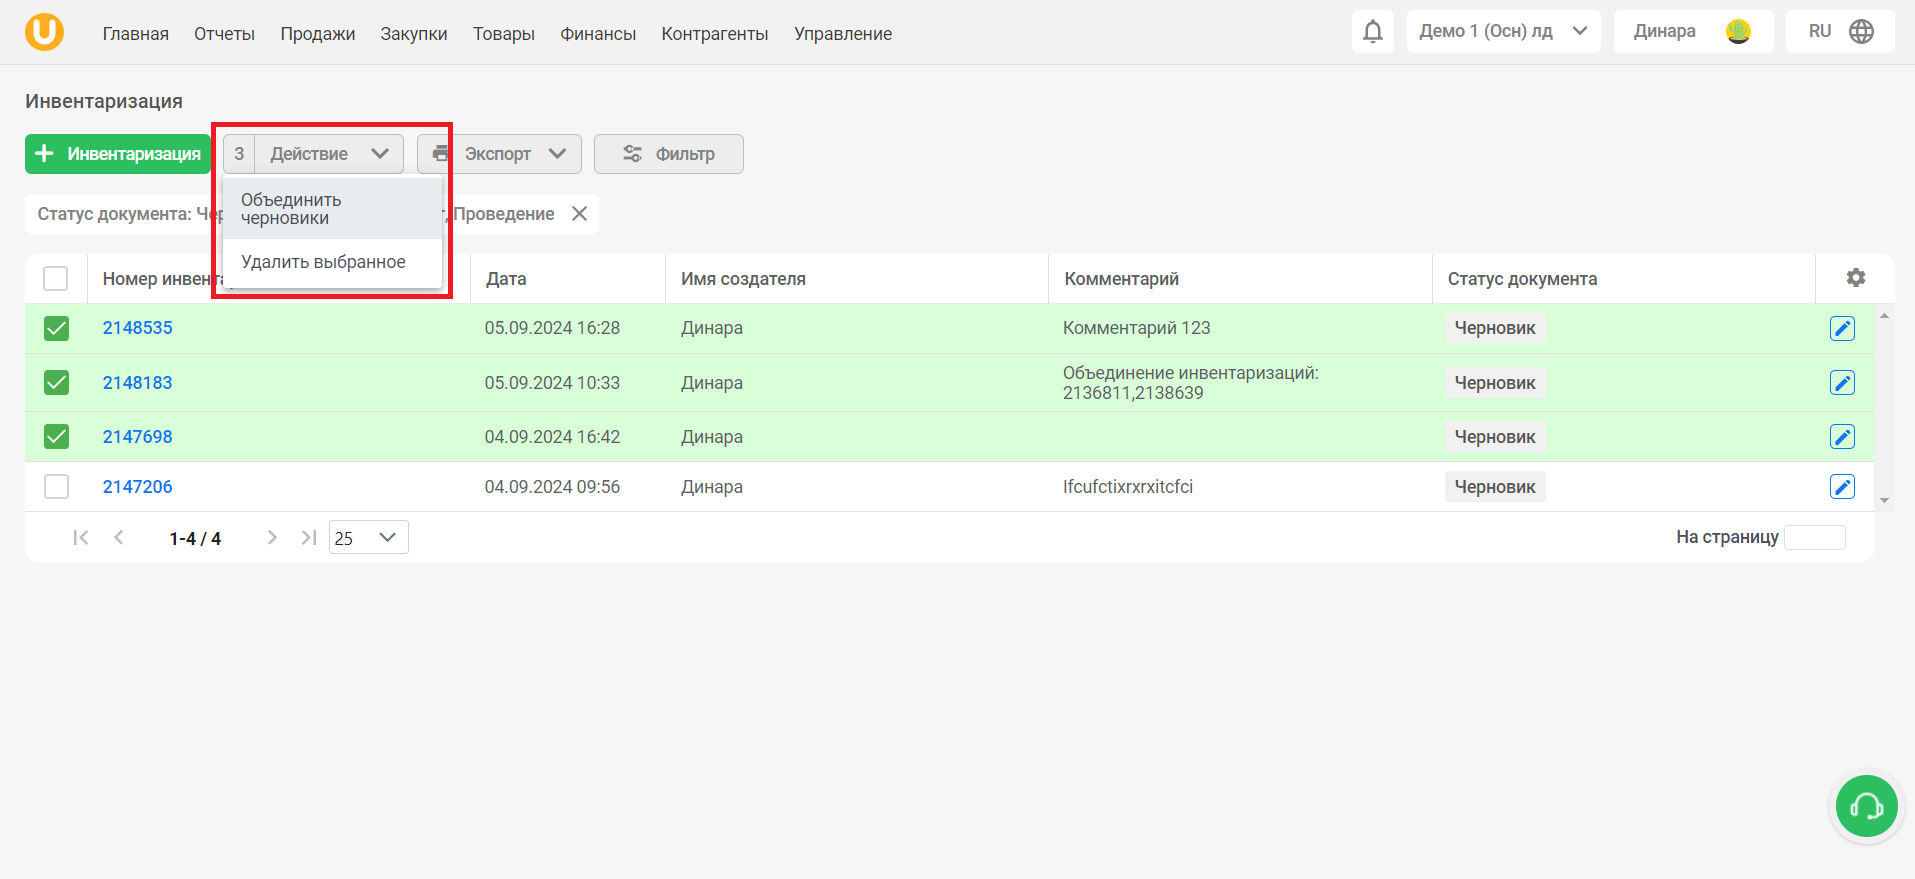 Главная Отчеты Продажи Закупки Товары Финансы Контрагенты Управление Демо 1 (Осн) лд Динара RU
Инвентаризация
Инвентаризация 3 Действие Экспорт Фильтр
Объединить
черновики
Удалить выбранное
Статус документа: Проведение
Номер Дата Имя создателя Комментарий Статус документа
2148535 05.09.2024 16:28 Динара Комментарий 123 Черновик
2148183 05.09.2024 10:33 Динара Объединение инвентаризаций:
2136811,2138639 Черновик
2147698 04.09.2024 16:42 Динара Черновик
2147206 04.09.2024 09:56 Динара Ifcufctixrxrxitcfci Черновик
1-4 / 4 25 На страницу